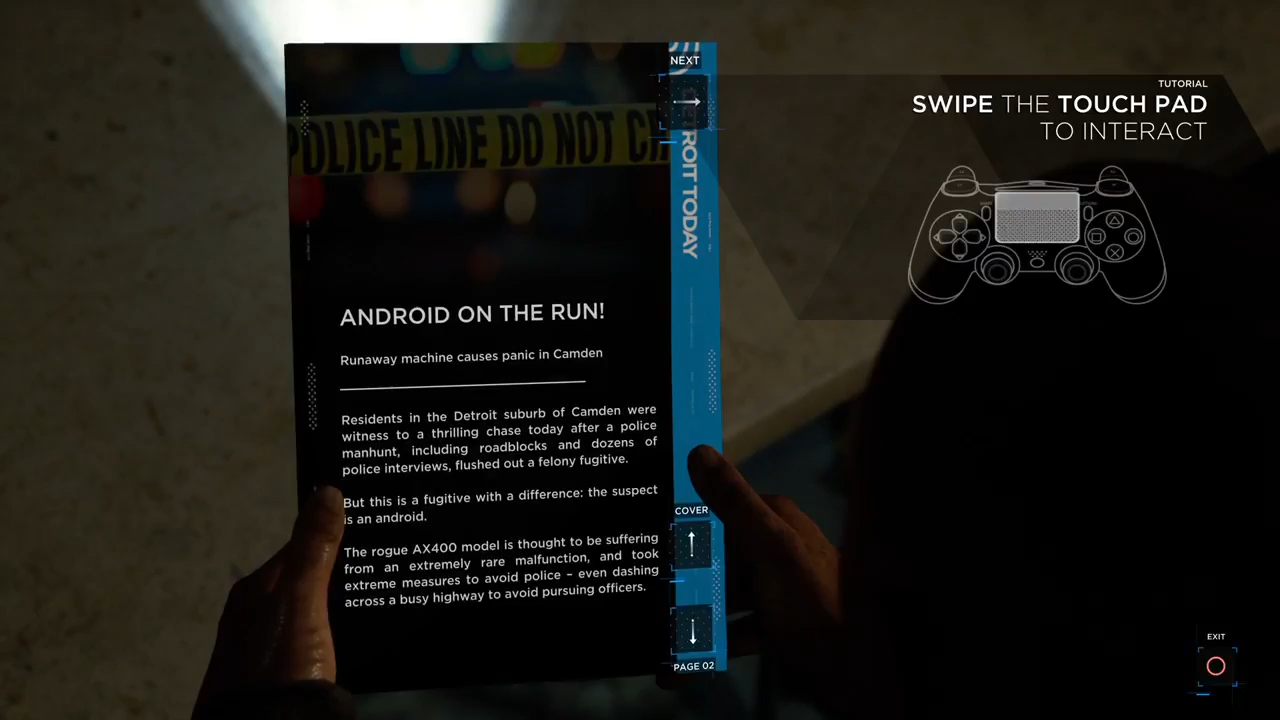 NEXT
POLICE LINE DO NOT
ROIT TODAY
ANDROID ON THE RUN!
Runaway machine causes panic in Camden
Residents in the Detroit suburb of Camden were
witness to a thrilling chase today after a police
manhunt, including roadblocks and dozens of
police interviews, flushed out a felony fugitive.
But this is a fugitive with a difference: the suspect
is an android.
The rogue AX400 model is thought to be suffering
from an extremely rare malfunction, and took
extreme measures to avoid police – even dashing
across a busy highway to avoid pursuing officers.
COVER
PAGE 02
TUTORIAL
SWIPE THE TOUCH PAD
TO INTERACT
EXIT